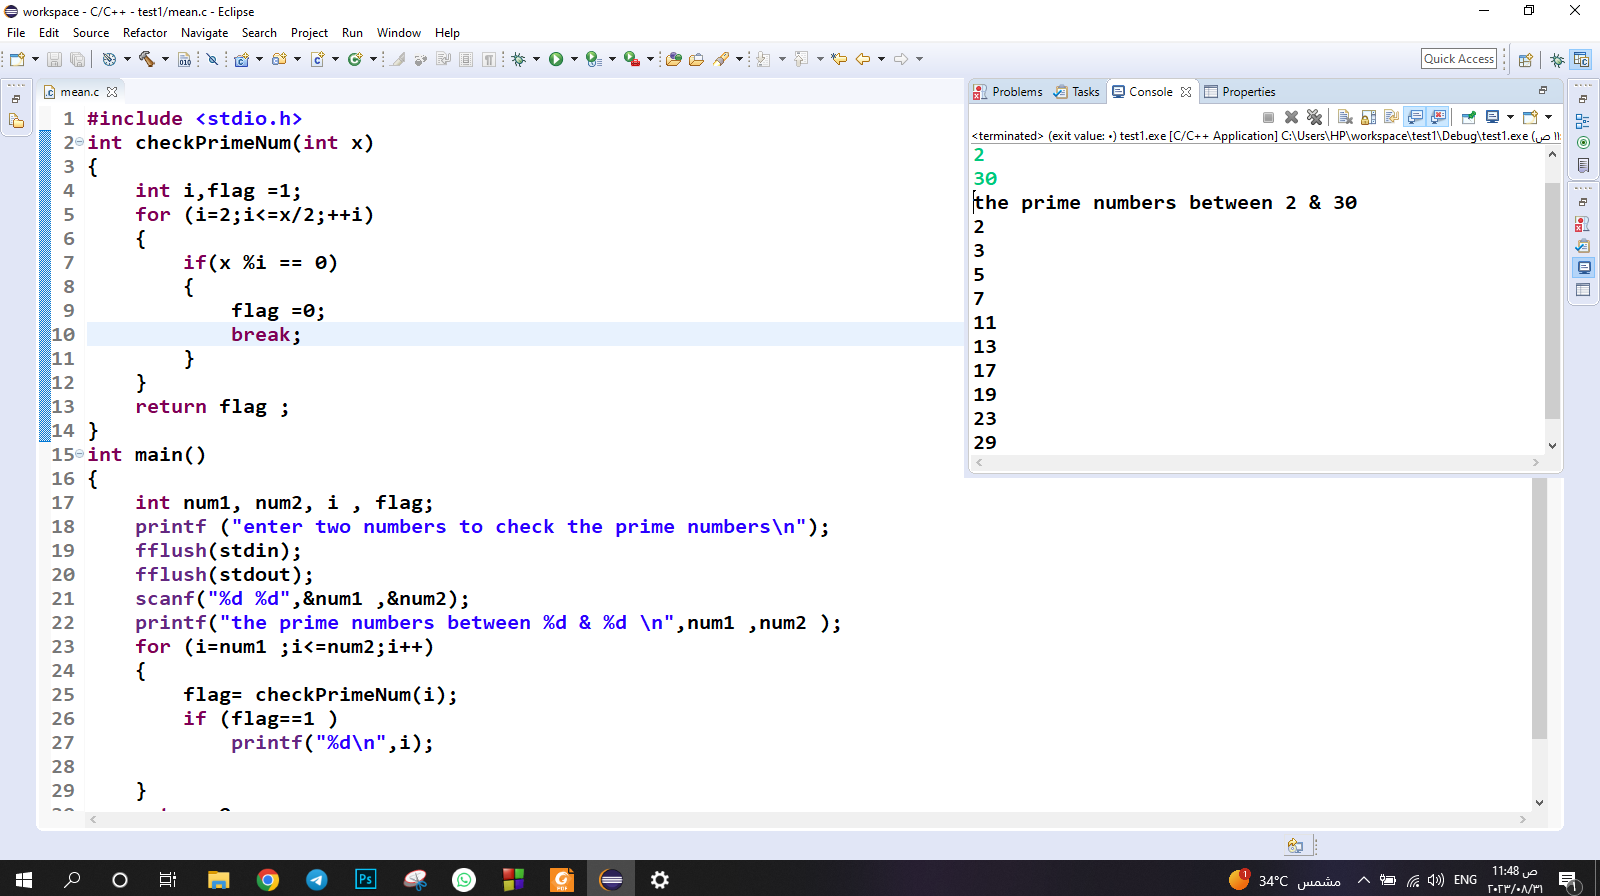 workspace - C/C++ - test1/mean.c - Eclipse
File Edit Source Refactor Navigate Search Project Run Window Help
Quick Access
mean.c
1 #include <stdio.h>
2 int checkPrimeNum(int x)
3 {
4 int i,flag =1;
5 for (i=2;i<=x/2;++i)
6 {
7 if(x %i == 0)
8 {
9 flag =0;
10 break;
11 }
12 }
13 return flag ;
14 }
15 int main()
16 {
17 int num1, num2, i , flag;
18 printf ("enter two numbers to check the prime numbers\n");
19 fflush(stdin);
20 fflush(stdout);
21 scanf("%d %d",&num1 ,&num2);
22 printf("the prime numbers between %d & %d \n",num1 ,num2 );
23 for (i=num1 ;i<=num2;i++)
24 {
25 flag= checkPrimeNum(i);
26 if (flag==1 )
27 printf("%d\n",i);
28
29 }
Problems Tasks Console Properties
<terminated> (exit value: ٠) test1.exe [C/C++ Application] C:\Users\HP\workspace\test1\Debug\test1.exe (ص ١١
2
30
the prime numbers between 2 & 30
2
3
5
7
11
13
17
19
23
29
34°C مشمس
ENG
11:48 ص
٢٠٢٣/٠٨/٣١
1